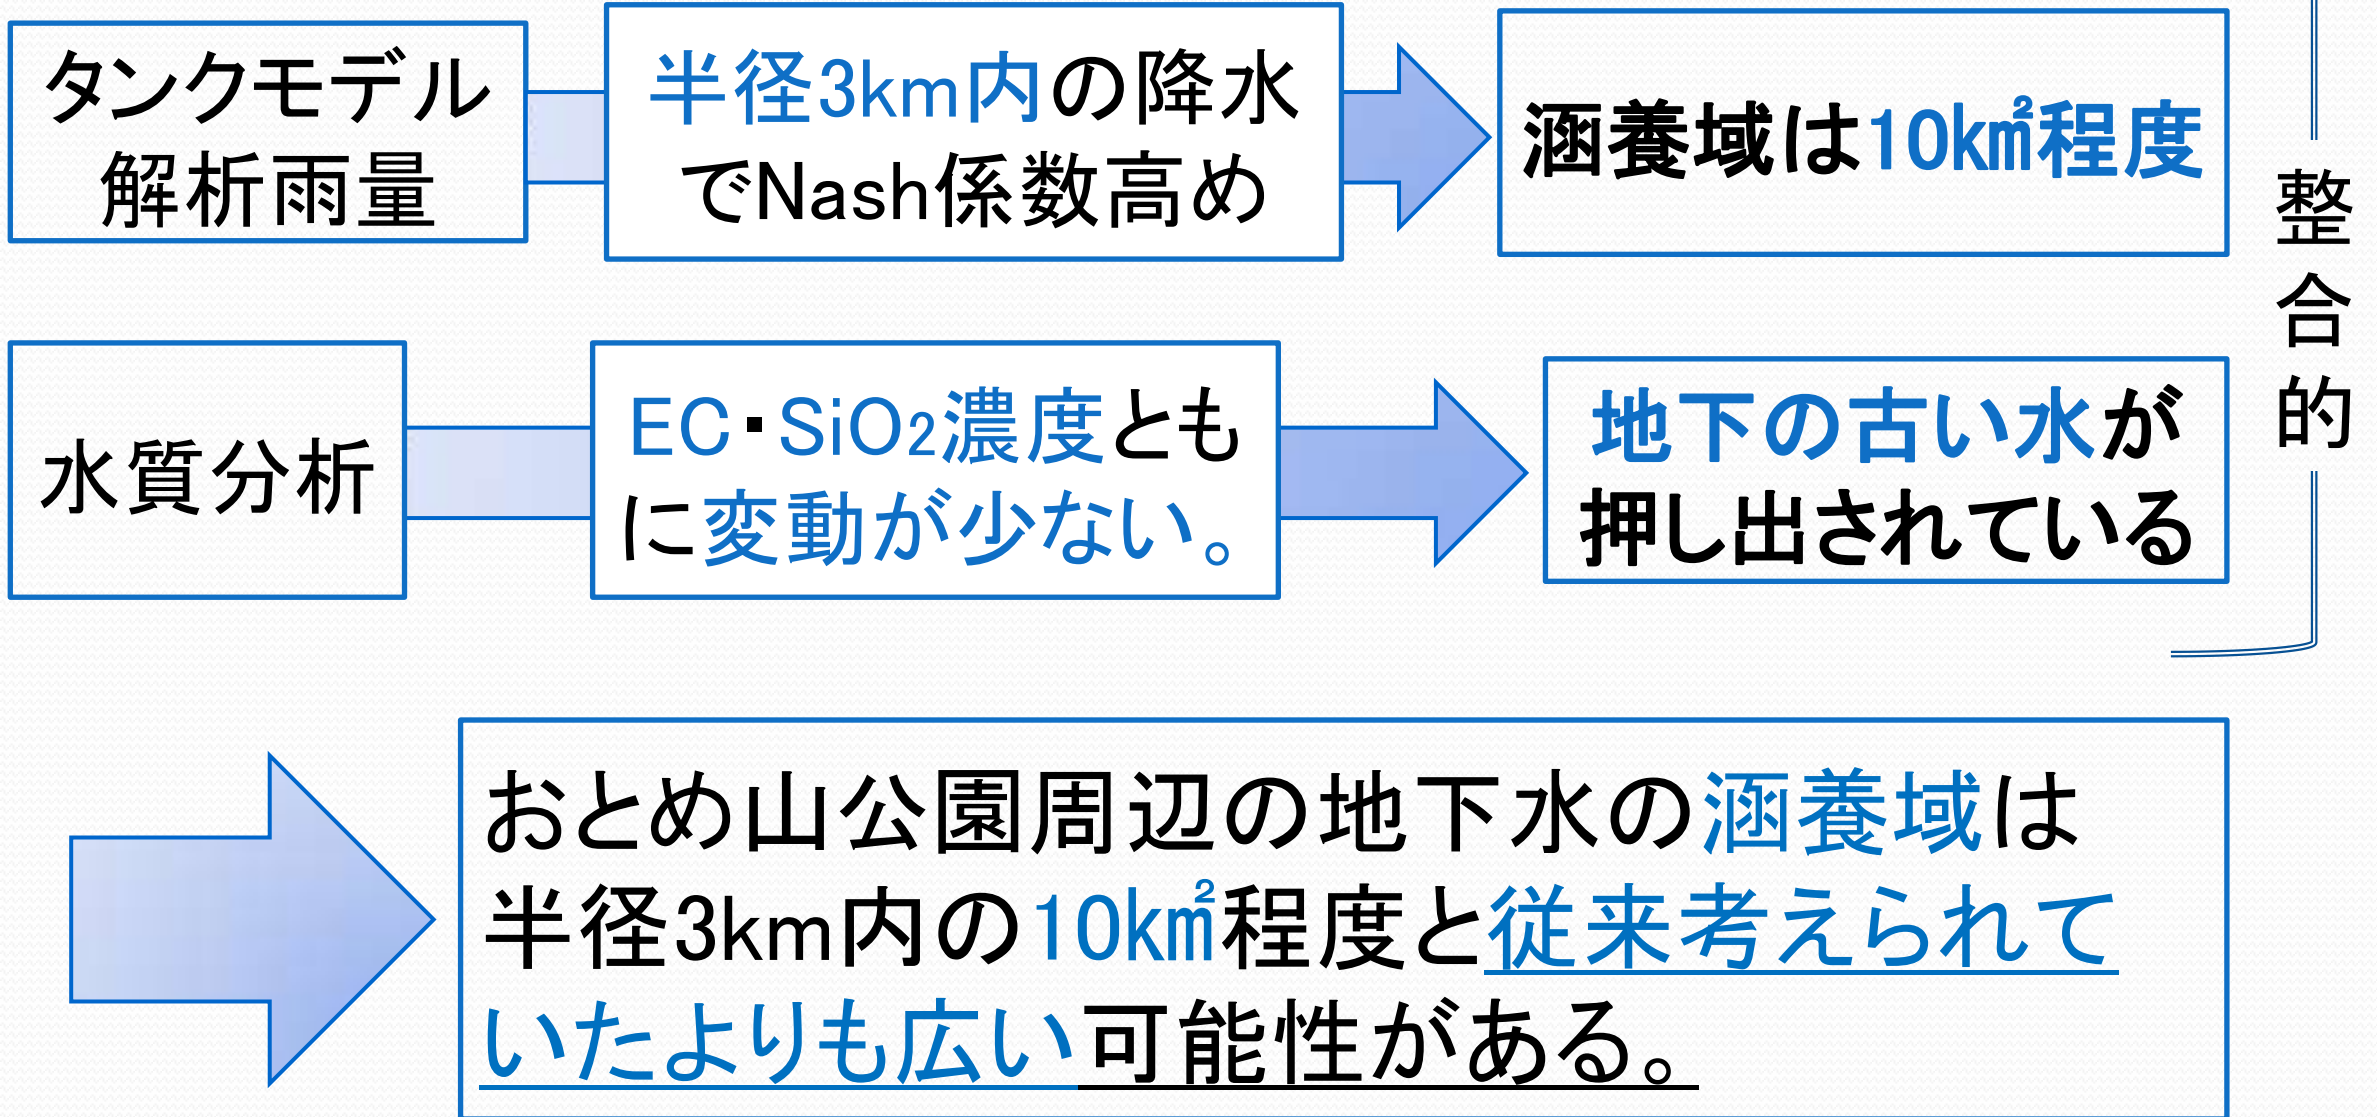 タンクモデル
解析雨量
半径3km内の降水
でNash係数高め
涵養域は10㎢程度
水質分析
EC・SiO₂濃度とも
に変動が少ない。
地下の古い水が
押し出されている
整合的
おとめ山公園周辺の地下水の涵養域は
半径3km内の10㎢程度と従来考えられて
いたよりも広い可能性がある。